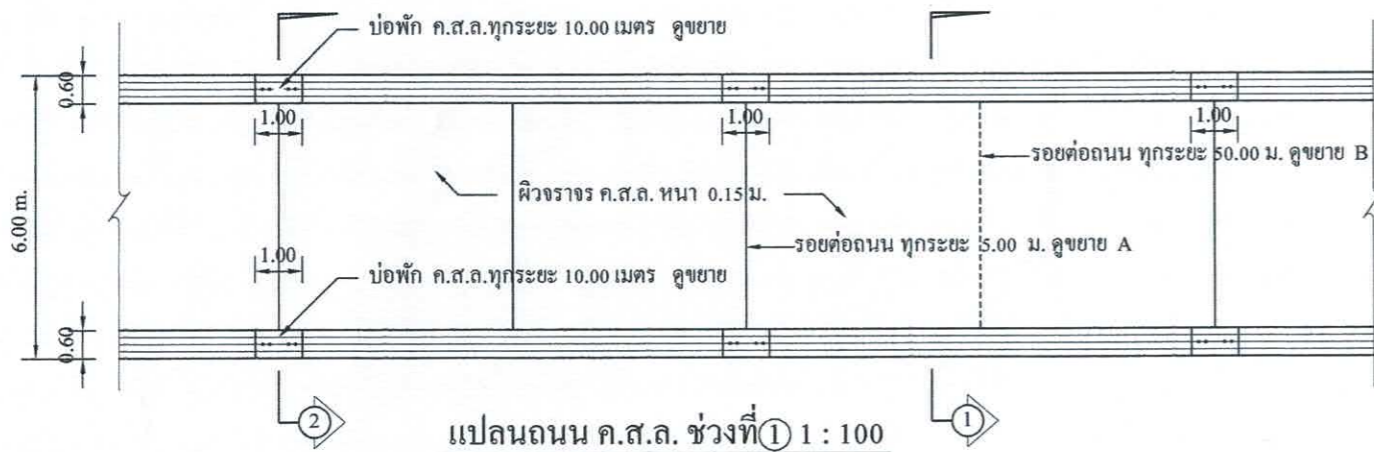 บ่อพัก ค.ส.ล.ทุกระยะ 10.00 เมตร ดูขยาย
0.60
1.00
1.00
1.00
รอยต่อถนน ทุกระยะ 50.00 ม. ดูขยาย B
ผิวจราจร ค.ส.ล. หนา 0.15 ม.
6.00 m.
รอยต่อถนน ทุกระยะ 5.00 ม. ดูขยาย A
1.00
บ่อพัก ค.ส.ล.ทุกระยะ 10.00 เมตร ดูขยาย
0.60
2
1
แปลนถนน ค.ส.ล. ช่วงที่ 1 1 : 100